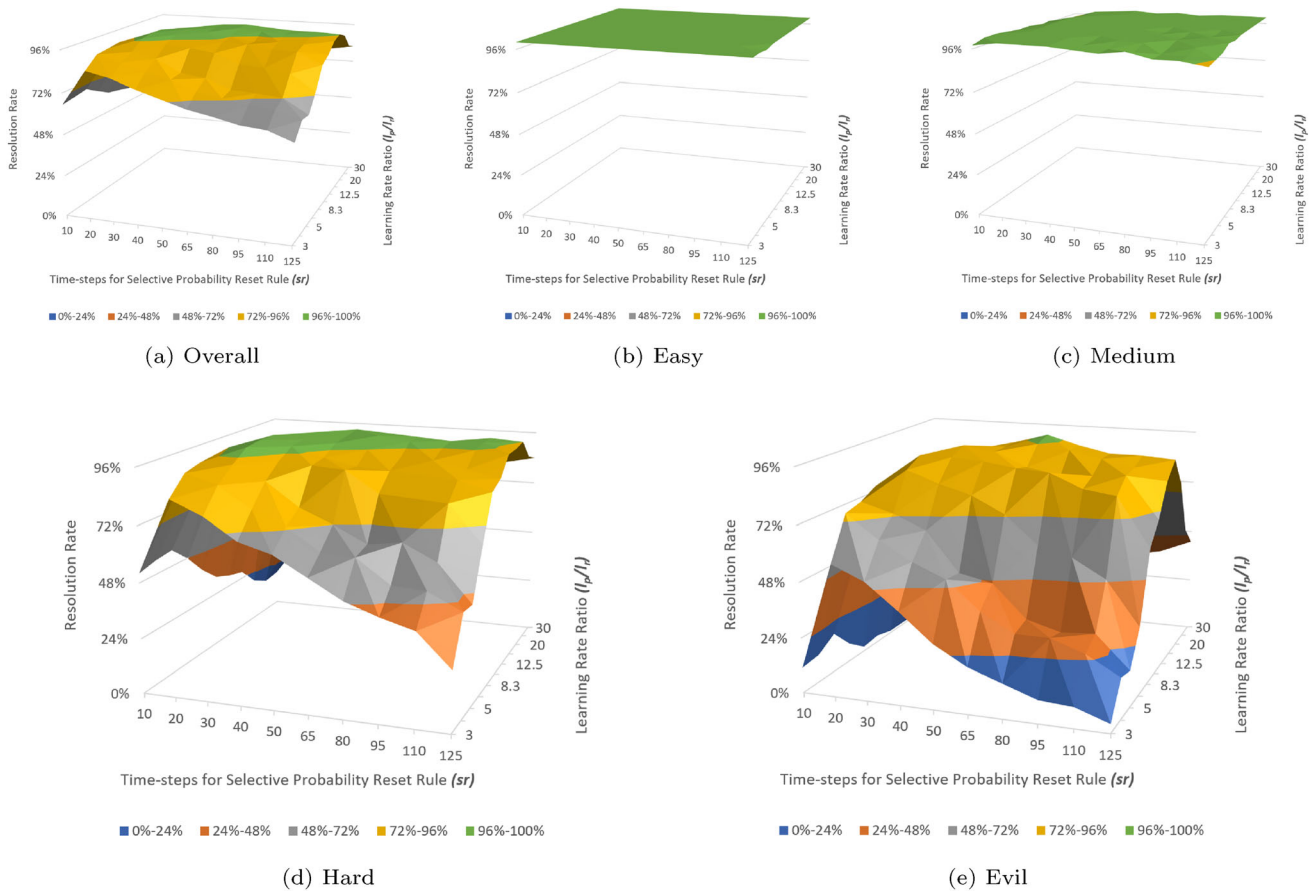 96%
72%
48%
24%
0%
Resolution Rate
10 20 30 40 50 65 80 95 110 125
3 5 8.3 12.5 20 30
Learning Rate Ratio (lp/lr)
Time-steps for Selective Probability Reset Rule (sr)
0%-24% 24%-48% 48%-72% 72%-96% 96%-100%
(a) Overall
96%
72%
48%
24%
0%
Resolution Rate
10 20 30 40 50 65 80 95 110 125
3 5 8.3 12.5 20 30
Learning Rate Ratio (lp/lr)
Time-steps for Selective Probability Reset Rule (sr)
0%-24% 24%-48% 48%-72% 72%-96% 96%-100%
(b) Easy
96%
72%
48%
24%
0%
Resolution Rate
10 20 30 40 50 65 80 95 110 125
3 5 8.3 12.5 20 30
Learning Rate Ratio (lp/lr)
Time-steps for Selective Probability Reset Rule (sr)
0%-24% 24%-48% 48%-72% 72%-96% 96%-100%
(c) Medium
96%
72%
48%
24%
0%
Resolution Rate
10 20 30 40 50 65 80 95 110 125
3 5 8.3 12.5 20 30
Learning Rate Ratio (lp/lr)
Time-steps for Selective Probability Reset Rule (sr)
0%-24% 24%-48% 48%-72% 72%-96% 96%-100%
(d) Hard
96%
72%
48%
24%
0%
Resolution Rate
10 20 30 40 50 65 80 95 110 125
3 5 8.3 12.5 20 30
Learning Rate Ratio (lp/lr)
Time-steps for Selective Probability Reset Rule (sr)
0%-24% 24%-48% 48%-72% 72%-96% 96%-100%
(e) Evil